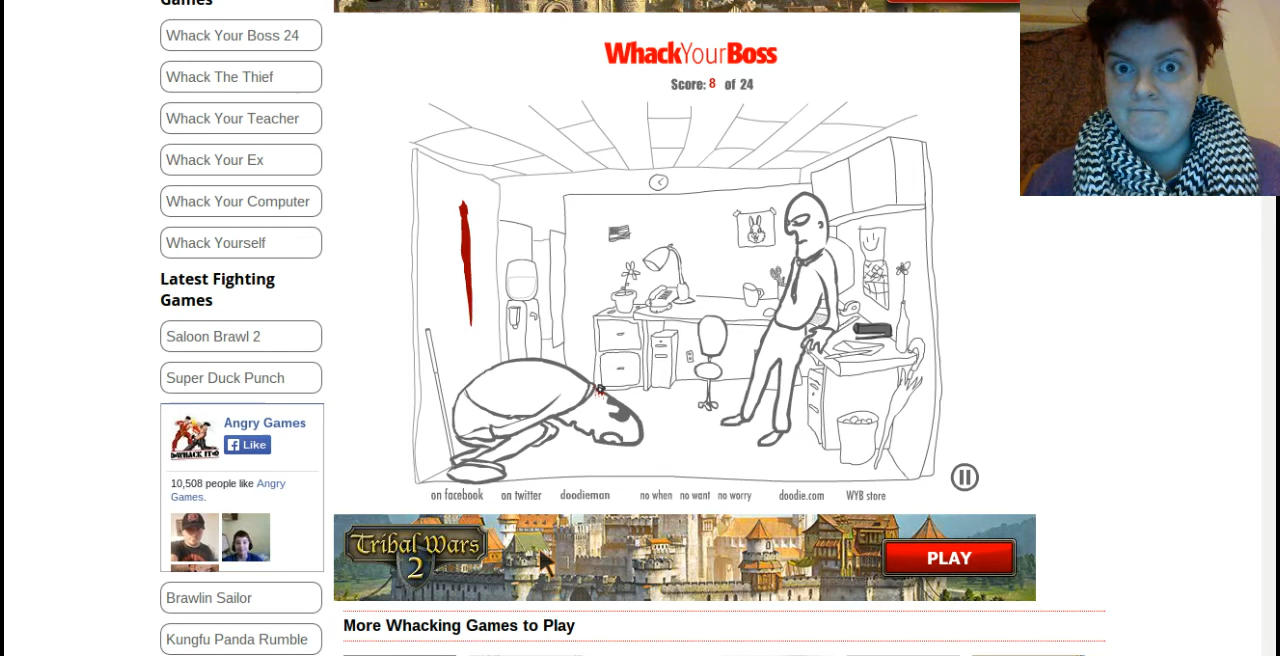 Games
Whack Your Boss 24
Whack The Thief
Whack Your Teacher
Whack Your Ex
Whack Your Computer
Whack Yourself
Latest Fighting
Games
Saloon Brawl 2
Super Duck Punch
Angry Games
Like
10,508 people like Angry
Games.
Brawlin Sailor
Kungfu Panda Rumble
WhackYourBoss
Score: 8 of 24
on facebook on twitter doodieman no when no want no worry doodie.com WYB store
Tribal Wars
2
PLAY
More Whacking Games to Play